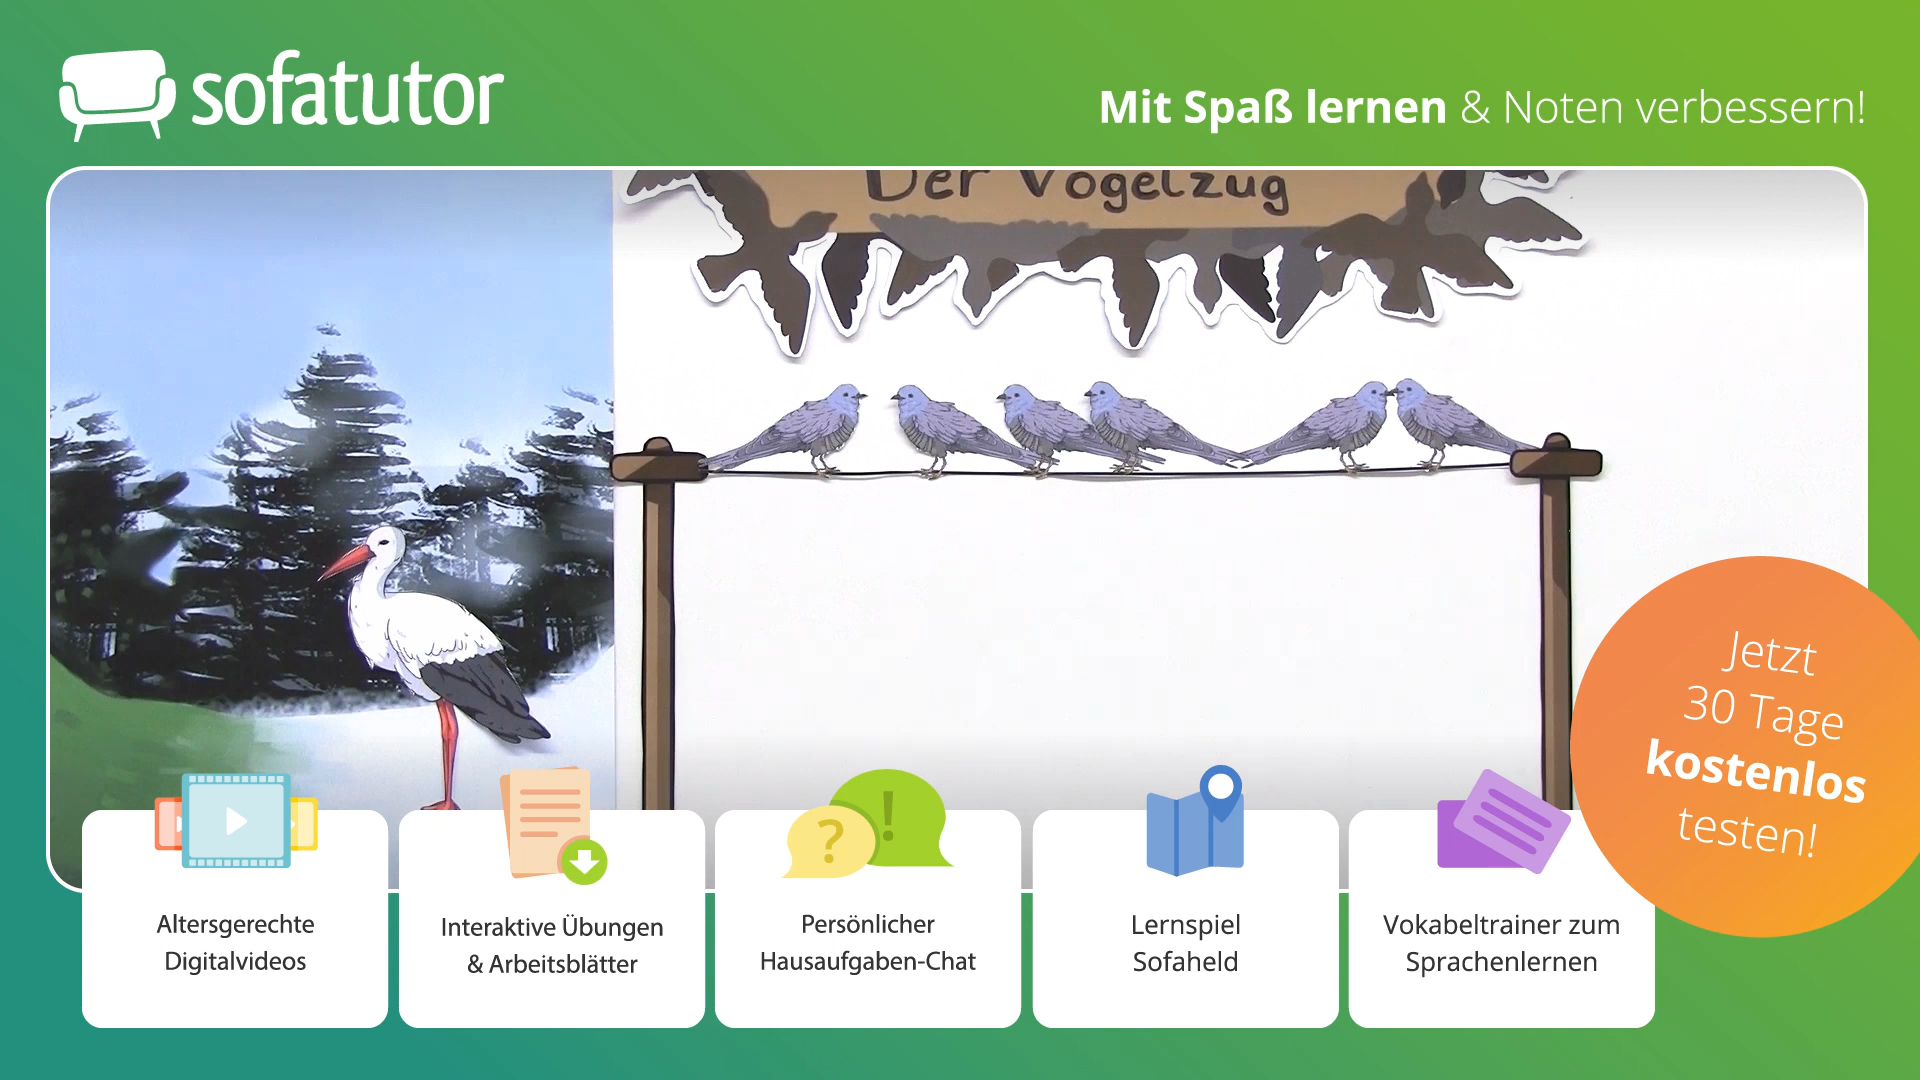 sofatutor
Mit Spaß lernen & Noten verbessern!
Der Vogelzug
Jetzt
30 Tage
kostenlos
testen!
?
!
Altersgerechte
Digitalvideos
Interaktive Übungen
& Arbeitsblätter
Persönlicher
Hausaufgaben-Chat
Lernspiel
Sofaheld
Vokabeltrainer zum
Sprachenlernen